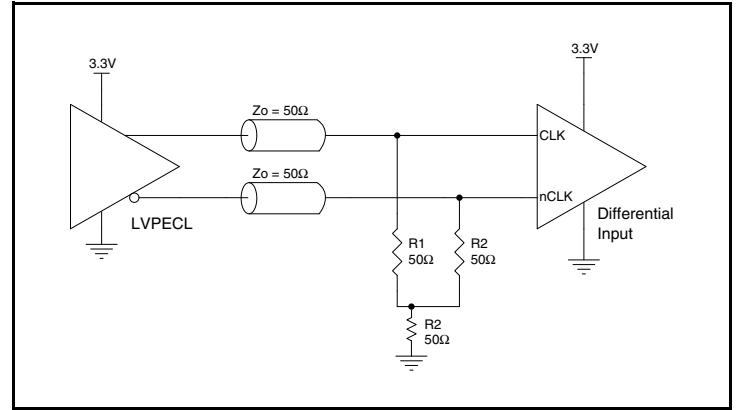 3.3V
3.3V
Zo = 50Ω
CLK
Zo = 50Ω
nCLK
LVPECL
Differential
Input
R1
50Ω
R2
50Ω
R2
50Ω